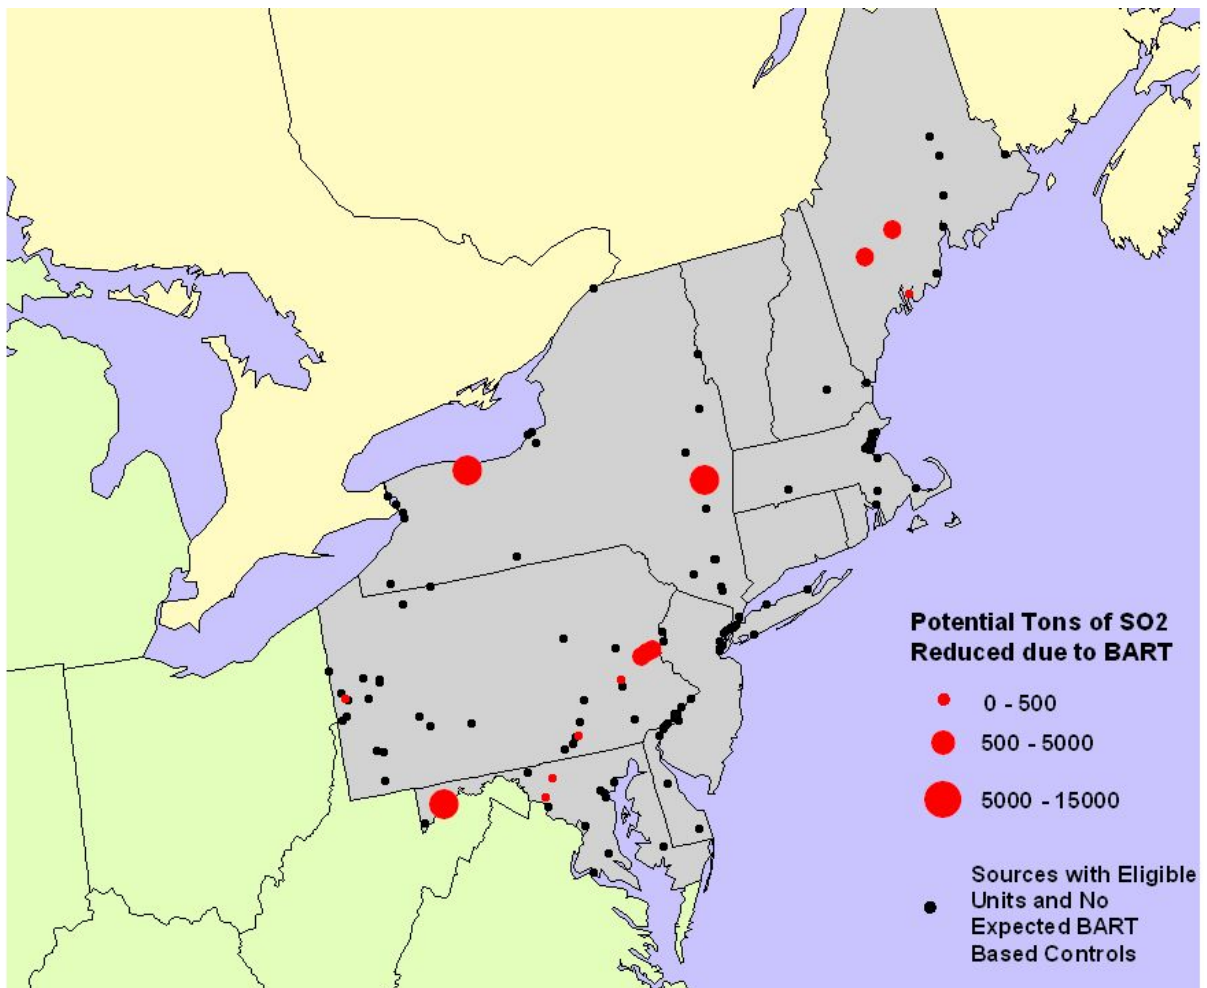 Potential Tons of SO2
Reduced due to BART
0 - 500
500 - 5000
5000 - 15000
Sources with Eligible
Units and No
Expected BART
Based Controls